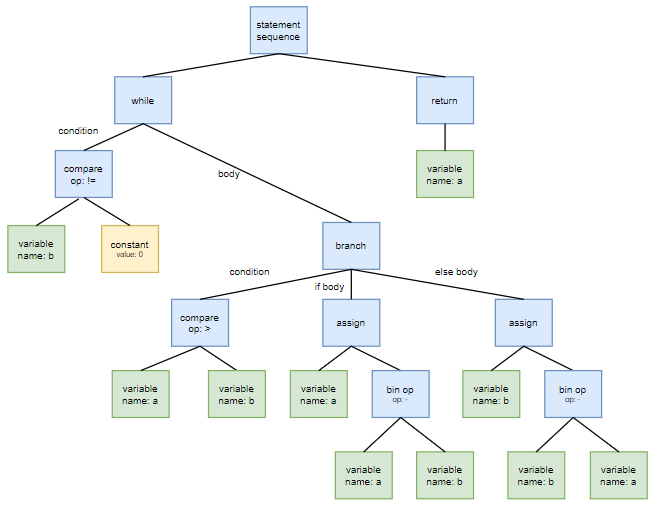 statement
sequence
while
return
condition
compare
op: !=
variable
name: a
body
variable
name: b
constant
value: 0
branch
condition
if body
else body
compare
op: >
assign
assign
variable
name: a
variable
name: b
variable
name: a
bin op
op: -
variable
name: b
bin op
op: -
variable
name: a
variable
name: b
variable
name: b
variable
name: a